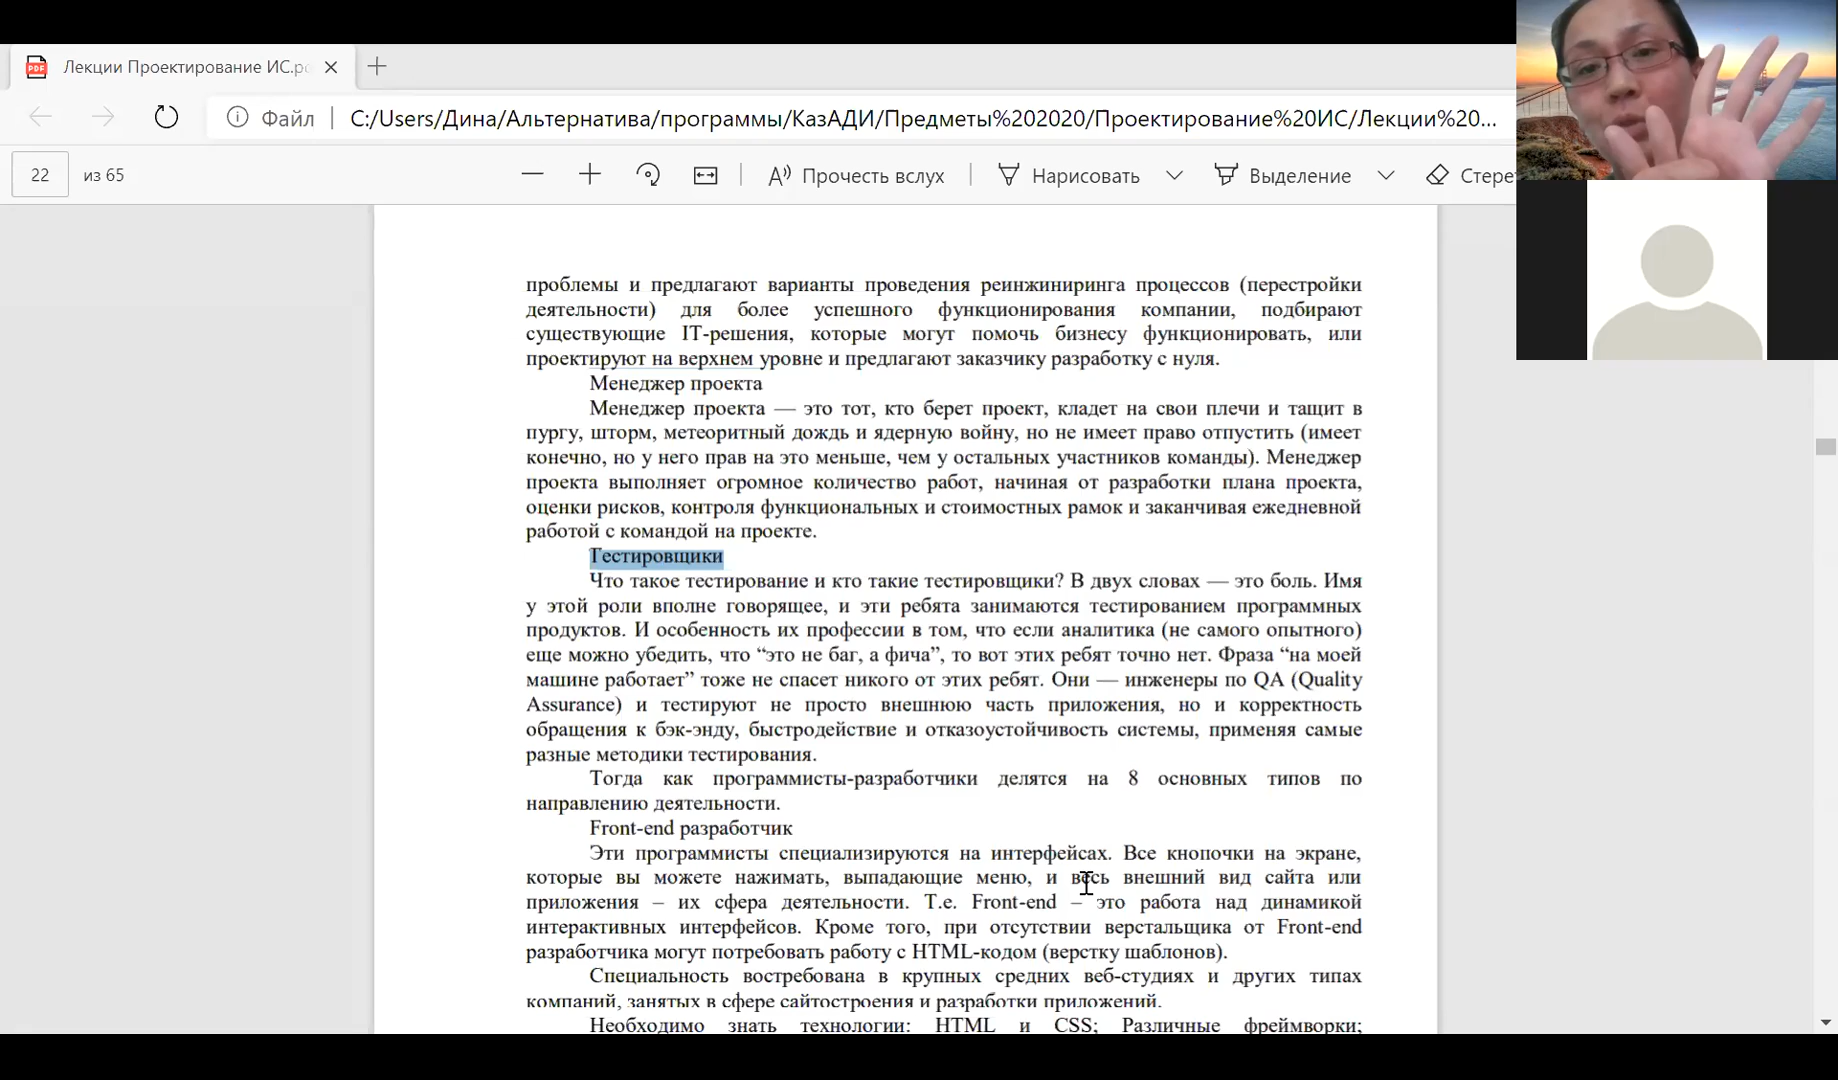 Лекции Проектирование ИС.pd
Файл
C:/Users/Дина/Альтернатива/программы/КазАДИ/Предметы%202020/Проектирование%20ИС/Лекции%20...
22 из 65
Прочесть вслух
Нарисовать
Выделение
Стерет
проблемы и предлагают варианты проведения реинжиниринга процессов (перестройки
деятельности) для более успешного функционирования компании, подбирают
существующие IT-решения, которые могут помочь бизнесу функционировать, или
проектируют на верхнем уровне и предлагают заказчику разработку с нуля.
Менеджер проекта
Менеджер проекта — это тот, кто берет проект, кладет на свои плечи и тащит в
пургу, шторм, метеоритный дождь и ядерную войну, но не имеет право отпустить (имеет
конечно, но у него прав на это меньше, чем у остальных участников команды). Менеджер
проекта выполняет огромное количество работ, начиная от разработки плана проекта,
оценки рисков, контроля функциональных и стоимостных рамок и заканчивая ежедневной
работой с командой на проекте.
Тестировщики
Что такое тестирование и кто такие тестировщики? В двух словах — это боль. Имя
у этой роли вполне говорящее, и эти ребята занимаются тестированием программных
продуктов. И особенность их профессии в том, что если аналитика (не самого опытного)
еще можно убедить, что “это не баг, а фича”, то вот этих ребят точно нет. Фраза “на моей
машине работает” тоже не спасет никого от этих ребят. Они — инженеры по QA (Quality
Assurance) и тестируют не просто внешнюю часть приложения, но и корректность
обращения к бэк-энду, быстродействие и отказоустойчивость системы, применяя самые
разные методики тестирования.
Тогда как программисты-разработчики делятся на 8 основных типов по
направлению деятельности.
Front-end разработчик
Эти программисты специализируются на интерфейсах. Все кнопочки на экране,
которые вы можете нажимать, выпадающие меню, и весь внешний вид сайта или
приложения – их сфера деятельности. Т.е. Front-end – это работа над динамикой
интерактивных интерфейсов. Кроме того, при отсутствии верстальщика от Front-end
разработчика могут потребовать работу с HTML-кодом (верстку шаблонов).
Специальность востребована в крупных средних веб-студиях и других типах
компаний, занятых в сфере сайтостроения и разработки приложений.
Необходимо знать технологии: HTML и CSS; Различные фреймворки;